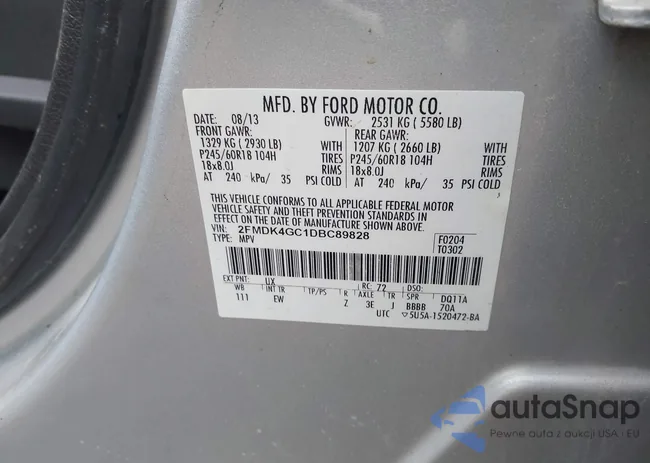 MFD. BY FORD MOTOR CO.
DATE: 08/13 GVWR: 2531 KG ( 5580 LB)
FRONT GAWR: REAR GAWR:
1329 KG ( 2930 LB) WITH 1207 KG ( 2660 LB) WITH
P245/60R18 104H TIRES P245/60R18 104H TIRES
18x8.0J RIMS 18x8.0J RIMS
AT 240 kPa/ 35 PSI COLD AT 240 kPa/ 35 PSI COLD
THIS VEHICLE CONFORMS TO ALL APPLICABLE FEDERAL MOTOR
VEHICLE SAFETY AND THEFT PREVENTION STANDARDS IN
EFFECT ON THE DATE OF MANUFACTURE SHOWN ABOVE.
VIN: 2FMDK4GC1DBC89828 F0204
TYPE: MPV T0302
EXT PNT: UX RC: 72 DSO:
WB INT TR TP/PS R AXLE TR SPR DQ11A
111 EW Z 3E J BBBB 70A
UTC ▽5U5A-1520472-BA
autoSnap
Pewne auta z aukcji USA i EU